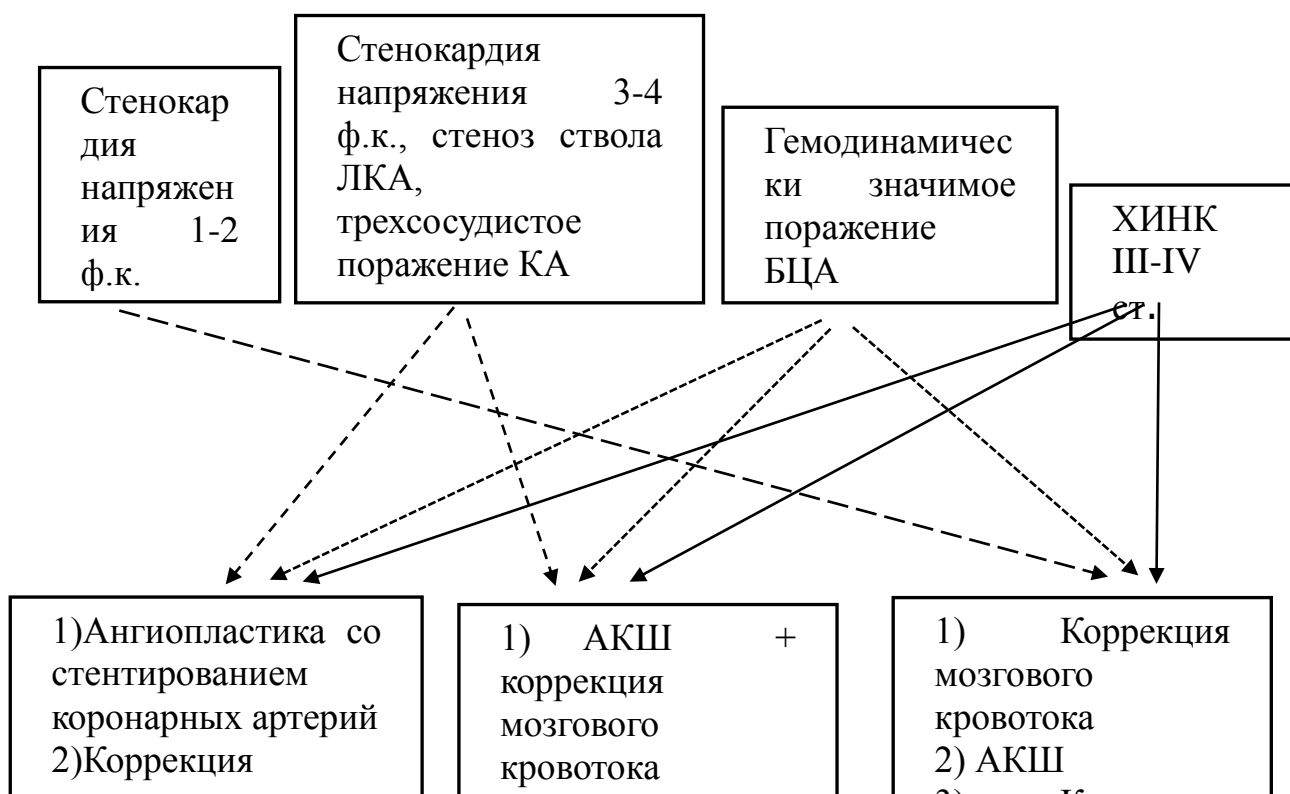 Стенокар
дия
напряжен
ия 1-2
ф.к.
Стенокардия
напряжения 3-4
ф.к., стеноз ствола
ЛКА,
трехсосудистое
поражение КА
Гемодинамичес
ки значимое
поражение
БЦА
ХИНК
III-IV
ст.
1)Ангиопластика со
стентированием
коронарных артерий
2)Коррекция
1) АКШ +
коррекция
мозгового
кровотока
1) Коррекция
мозгового
кровотока
2) АКШ